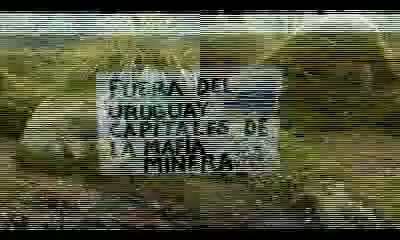 FUERA DEL
URUGUAY
CAPITALES DE
LA MAFIA
MINERA